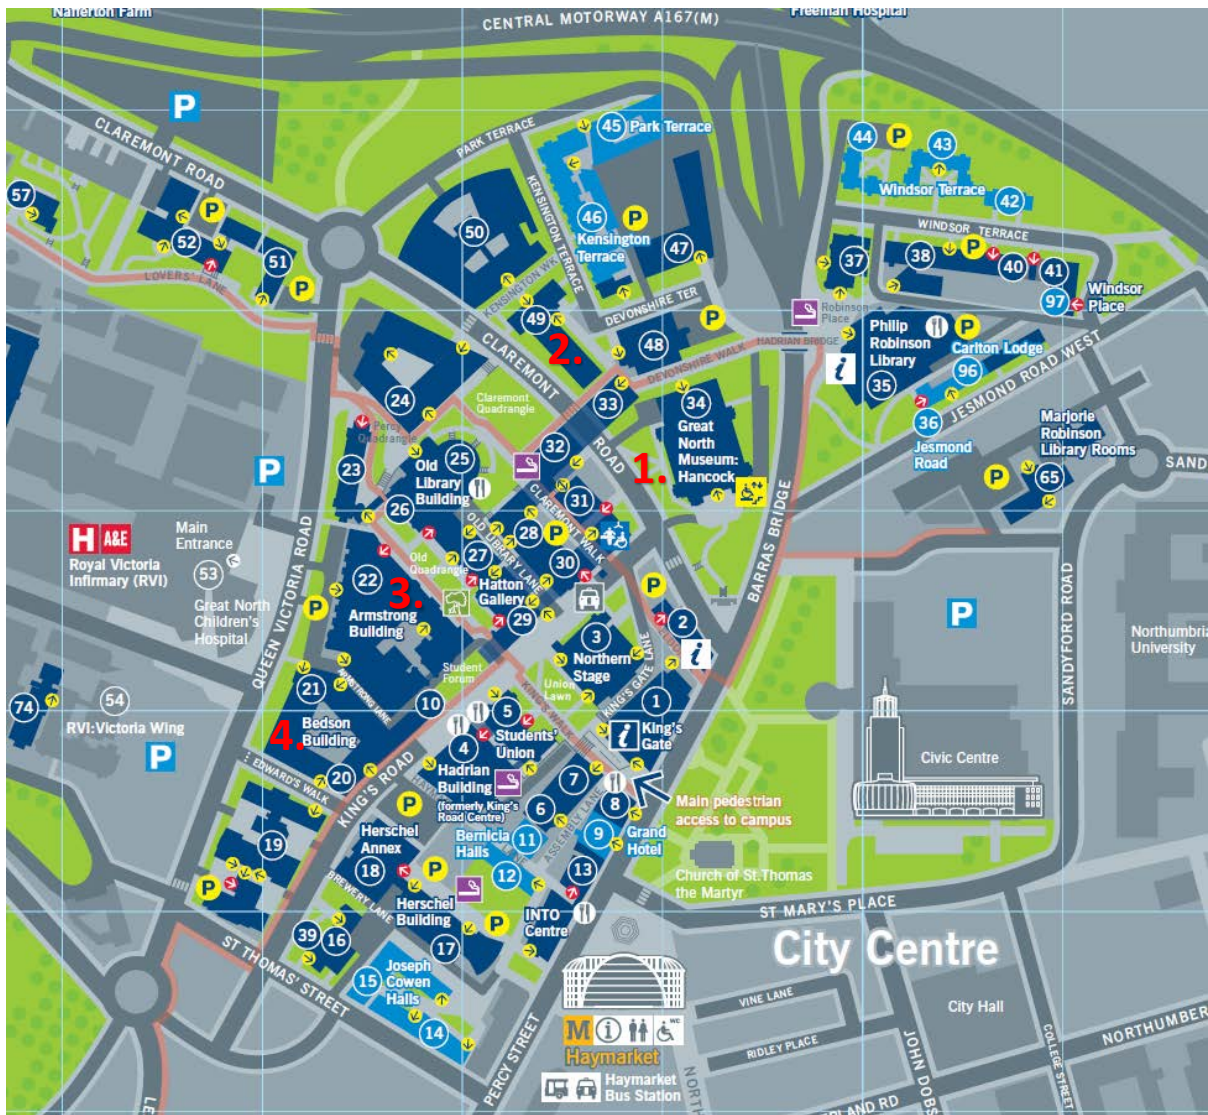 Nafferton Farm
CENTRAL MOTORWAY A167(M)
Freeman Hospital
P
CLAREMONT ROAD
PARK TERRACE
45 Park Terrace
44
P
43
Windsor Terrace
42
57
52
P
51
P
50
KENSINGTON TERRACE
46
Kensington
Terrace
P
47
WINDSOR TERRACE
37
38
P
40
41
97
Windsor
Place
LOVERS' LANE
KENSINGTON WK
49
DEVONSHIRE TER
P
48
Robinson
Place
HADRIAN BRIDGE
DEVONSHIRE WALK
Philip
Robinson
Library
35
P
Carlton Lodge
96
i
JESMOND ROAD WEST
36
Jesmond
Road
CLAREMONT
ROAD
2.
24
Claremont
Quadrangle
33
34
Great
North
Museum:
Hancock
1.
Marjorie
Robinson
Library Rooms
P
65
SAND
Percy
Quadrangle
23
P
25
Old
Library
Building
32
31
CLAREMONT WALK
BARRAS BRIDGE
26
OLD LIBRARY LANE
28
P
H A&E
Royal Victoria
Infirmary (RVI)
Main
Entrance
53
Great North
Children's
Hospital
QUEEN VICTORIA ROAD
22
Armstrong
Building
3.
Old
Quadrangle
27
Hatton
Gallery
30
29
P
P
2
i
3
Northern
Stage
KING'S GATE LANE
P
SANDYFORD ROAD
Northumbria
University
Student
Forum
Union
Lawn
KING'S WALK
ARMSTRONG LANE
74
54
RVI:Victoria Wing
P
21
Bedson
Building
4.
10
5
Students'
Union
1
King's
Gate
i
Civic Centre
EDWARD'S WALK
20
KING'S ROAD
4
Hadrian
Building
(formerly King's
Road Centre)
7
6
8
ASSEMBLY LANE
Main pedestrian
access to campus
9
Grand
Hotel
Church of St.Thomas
the Martyr
P
19
P
Herschel
Annex
18
Bernicia
Halls
11
12
13
P
BREWERY LANE
Herschel
Building
INTO
Centre
P
ST MARY'S PLACE
City Centre
39
16
17
ST THOMAS' STREET
15
Joseph
Cowen
Halls
14
PERCY STREET
M i WC
Haymarket
Haymarket
Bus Station
VINE LANE
RIDLEY PLACE
City Hall
JOHN DOBS
COLLEGE STREET
NORTHUMBER
NORTH